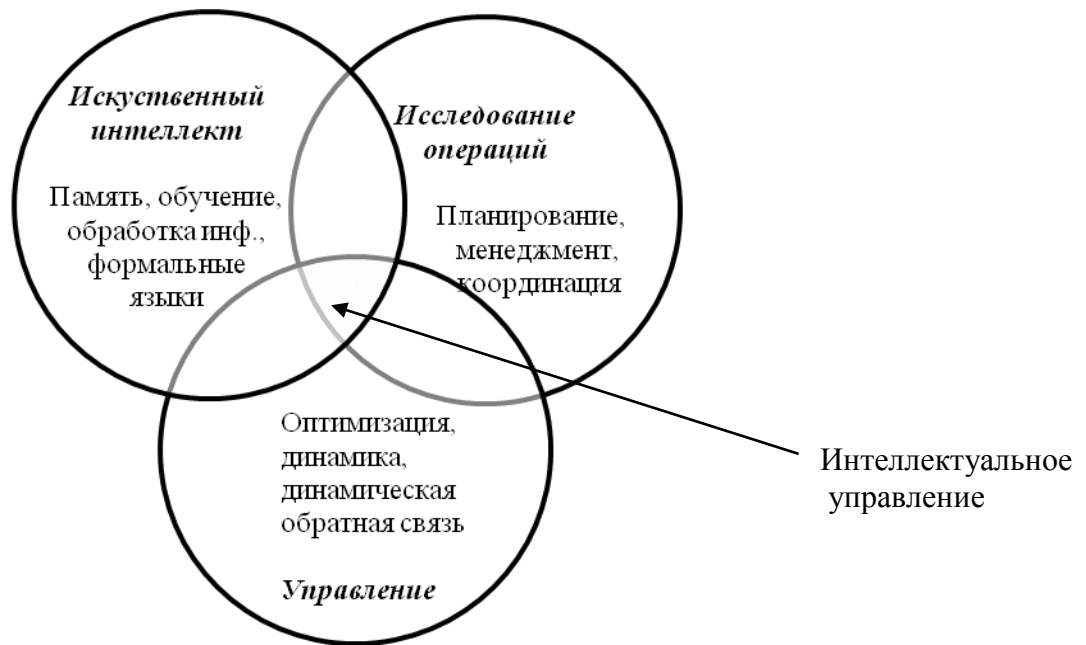 Искуственный
интеллект
Память, обучение,
обработка инф.,
формальные
языки
Исследование
операций
Планирование,
менеджмент,
координация
Оптимизация,
динамика,
динамическая
обратная связь
Управление
Интеллектуальное
управление